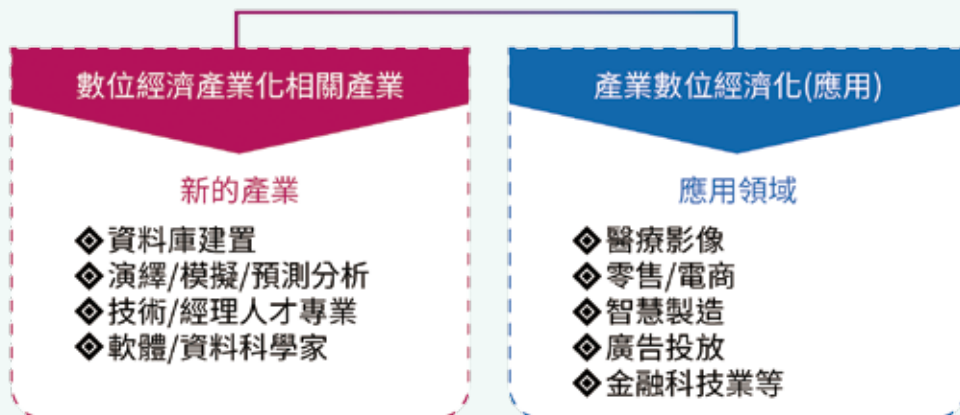 數位經濟產業化相關產業
新的產業
資料庫建置
演繹/模擬/預測分析
技術/經理人才專業
軟體/資料科學家
產業數位經濟化(應用)
應用領域
醫療影像
零售/電商
智慧製造
廣告投放
金融科技業等